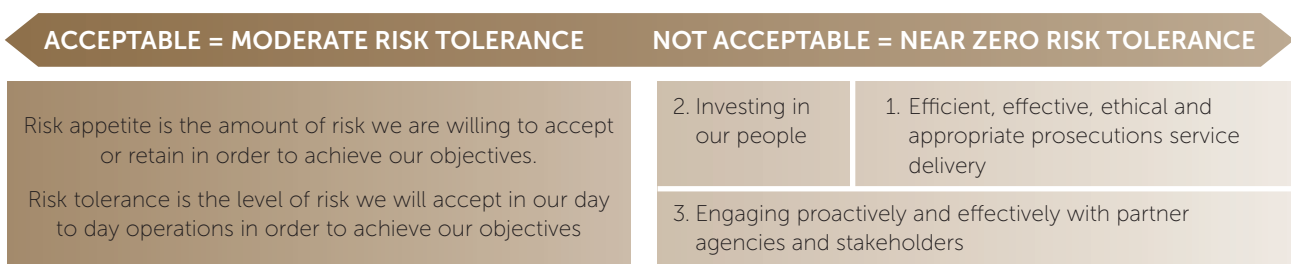 ACCEPTABLE = MODERATE RISK TOLERANCE
NOT ACCEPTABLE = NEAR ZERO RISK TOLERANCE
Risk appetite is the amount of risk we are willing to accept
or retain in order to achieve our objectives.
Risk tolerance is the level of risk we will accept in our day
to day operations in order to achieve our objectives
2. Investing in
our people
1. Efficient, effective, ethical and
appropriate prosecutions service
delivery
3. Engaging proactively and effectively with partner
agencies and stakeholders